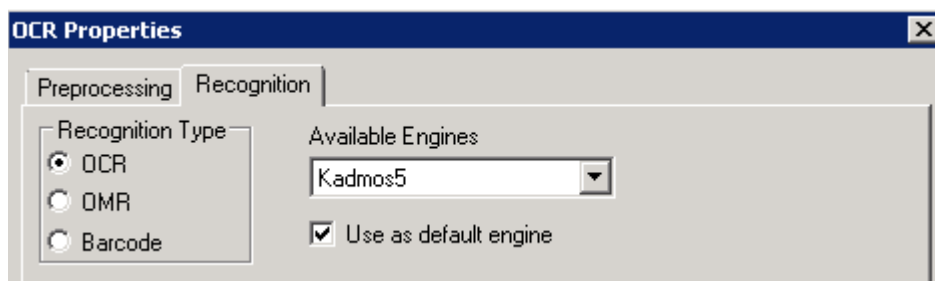 OCR Properties
Preprocessing Recognition
Recognition Type
OCR
OMR
Barcode
Available Engines
Kadmos5
Use as default engine